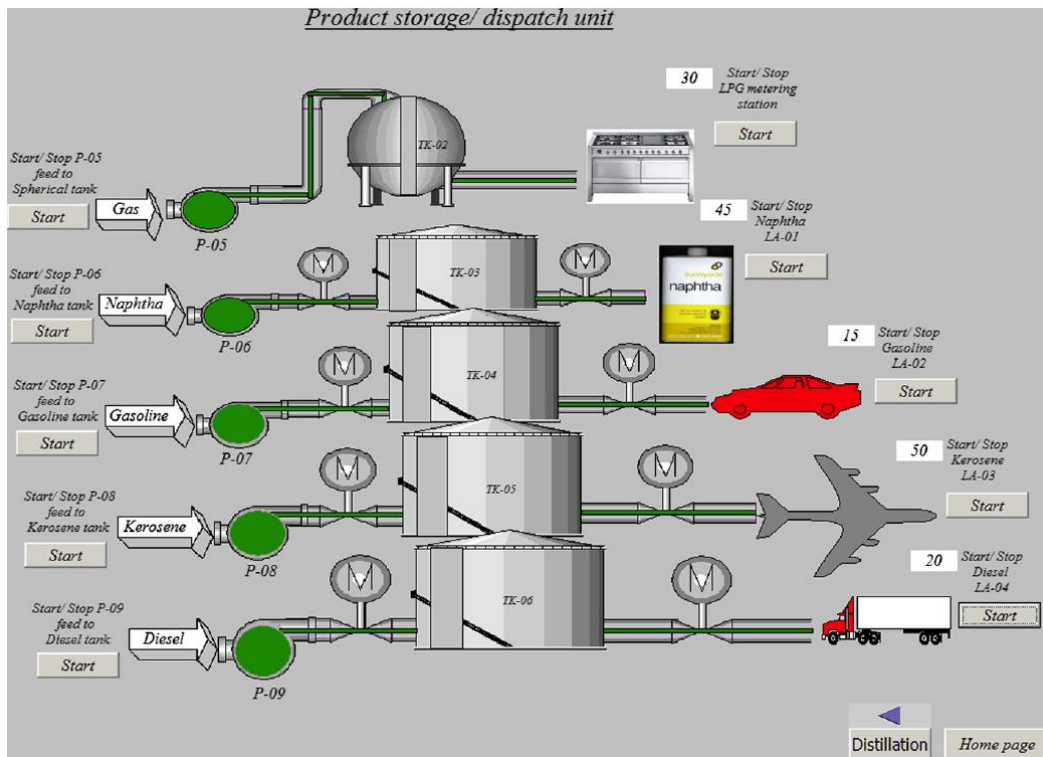 Product storage/ dispatch unit
30
Start/ Stop
LPG metering
station
Start
TK-02
Start/ Stop P-05
feed to
Spherical tank
Start
Gas
P-05
45
Start/ Stop
Naphtha
LA-01
Start
M
M
TK-03
Start/ Stop P-06
feed to
Naphtha tank
Start
Naphtha
P-06
sunnyside
naphtha
15
Start/ Stop
Gasoline
LA-02
Start
M
M
TK-04
Start/ Stop P-07
feed to
Gasoline tank
Start
Gasoline
P-07
50
Start/ Stop
Kerosene
LA-03
Start
M
M
TK-05
Start/ Stop P-08
feed to
Kerosene tank
Start
Kerosene
P-08
20
Start/ Stop
Diesel
LA-04
Start
M
M
TK-06
Start/ Stop P-09
feed to
Diesel tank
Start
Diesel
P-09
Distillation
Home page